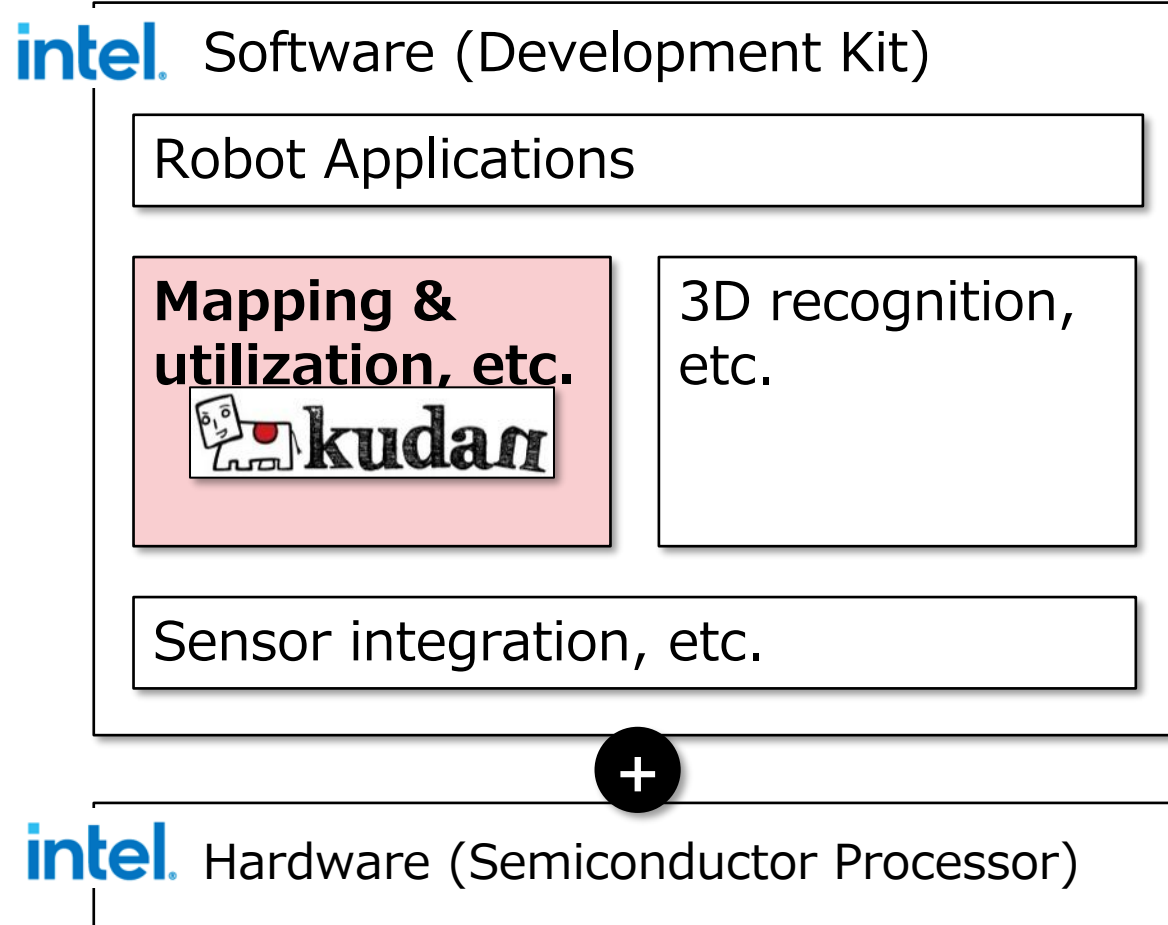 intel. Software (Development Kit)
Robot Applications
Mapping &
utilization, etc.
kudan
3D recognition,
etc.
Sensor integration, etc.
+
intel. Hardware (Semiconductor Processor)